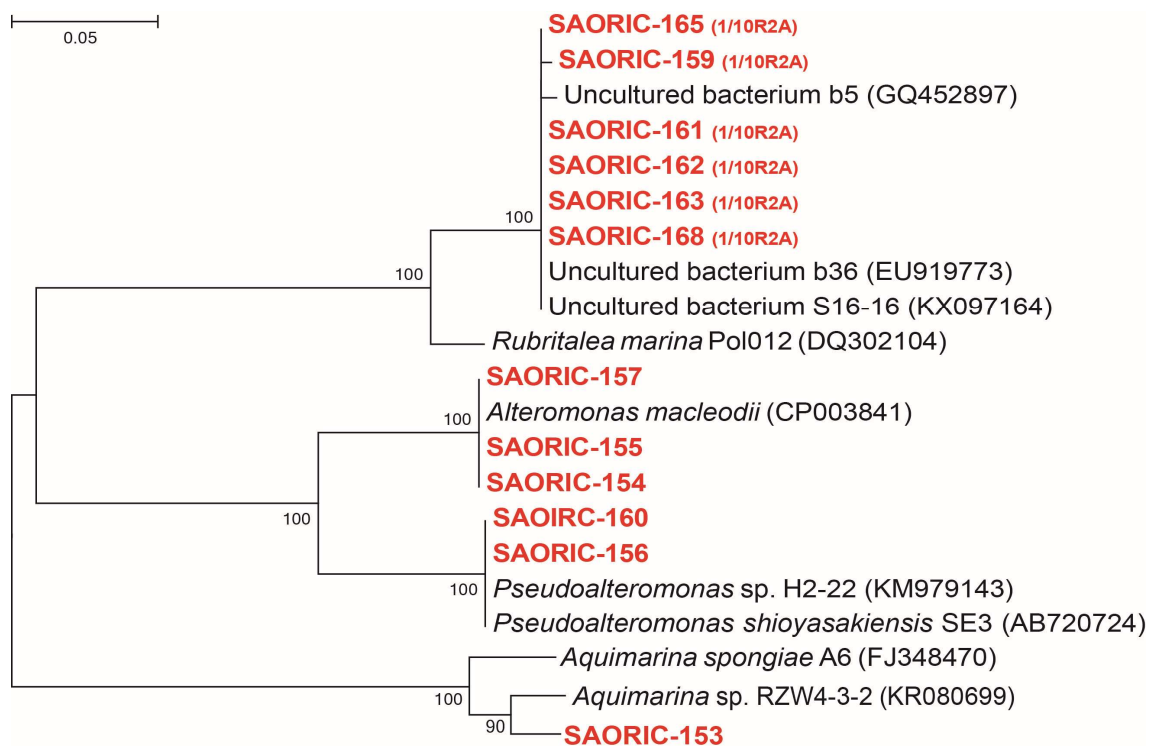 0.05
SAORIC-165 (1/10R2A)
SAORIC-159 (1/10R2A)
Uncultured bacterium b5 (GQ452897)
SAORIC-161 (1/10R2A)
SAORIC-162 (1/10R2A)
SAORIC-163 (1/10R2A)
100
SAORIC-168 (1/10R2A)
100
Uncultured bacterium b36 (EU919773)
Uncultured bacterium S16-16 (KX097164)
Rubritalea marina Pol012 (DQ302104)
SAORIC-157
100
Alteromonas macleodii (CP003841)
SAORIC-155
SAORIC-154
100
SAOIRC-160
SAORIC-156
100
Pseudoalteromonas sp. H2-22 (KM979143)
Pseudoalteromonas shioyasakiensis SE3 (AB720724)
Aquimarina spongiae A6 (FJ348470)
100
Aquimarina sp. RZW4-3-2 (KR080699)
90
SAORIC-153